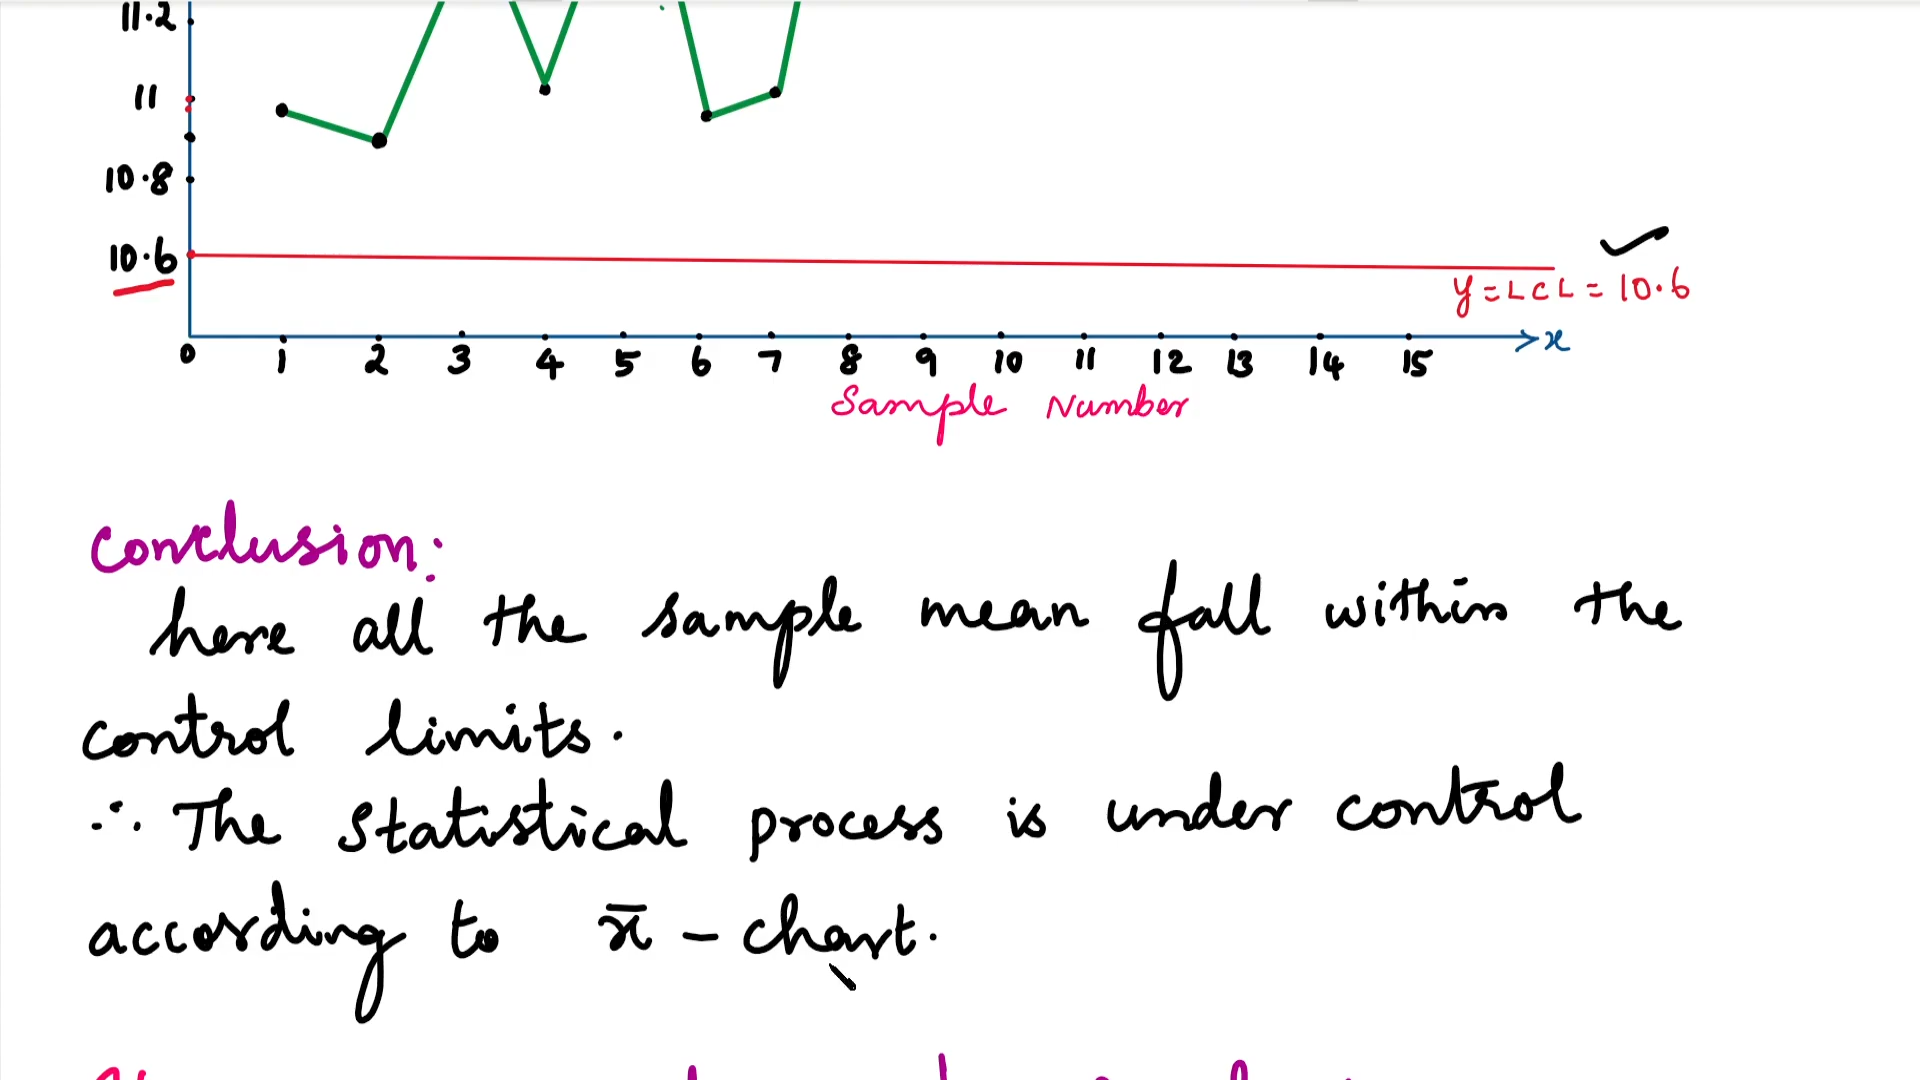 11.2
11
10.8
10.6
y = LCL = 10.6
0 1 2 3 4 5 6 7 8 9 10 11 12 13 14 15 x
Sample Number
Conclusion:
here all the sample mean fall within the
control limits.
∴ The Statistical process is under control
according to x̄ - chart.